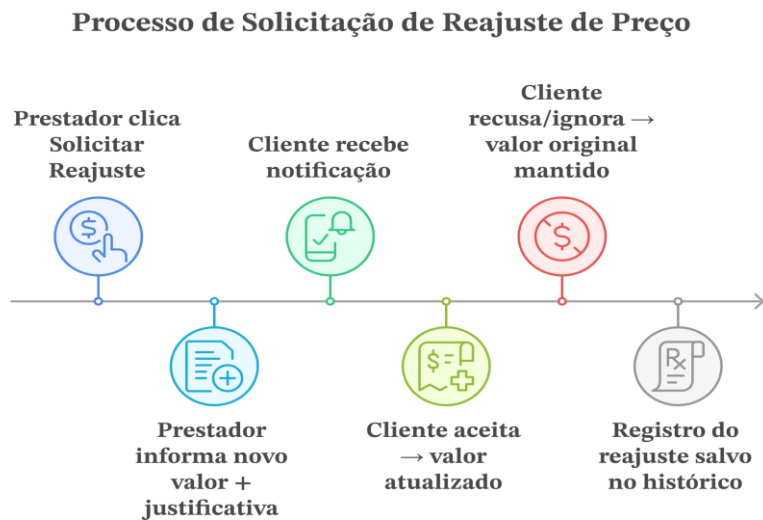 Processo de Solicitação de Reajuste de Preço
Prestador clica
Solicitar
Reajuste
Prestador
informa novo
valor +
justificativa
Cliente recebe
notificação
Cliente aceita
→ valor
atualizado
Cliente
recusa/ignora →
valor original
mantido
Registro do
reajuste salvo
no histórico